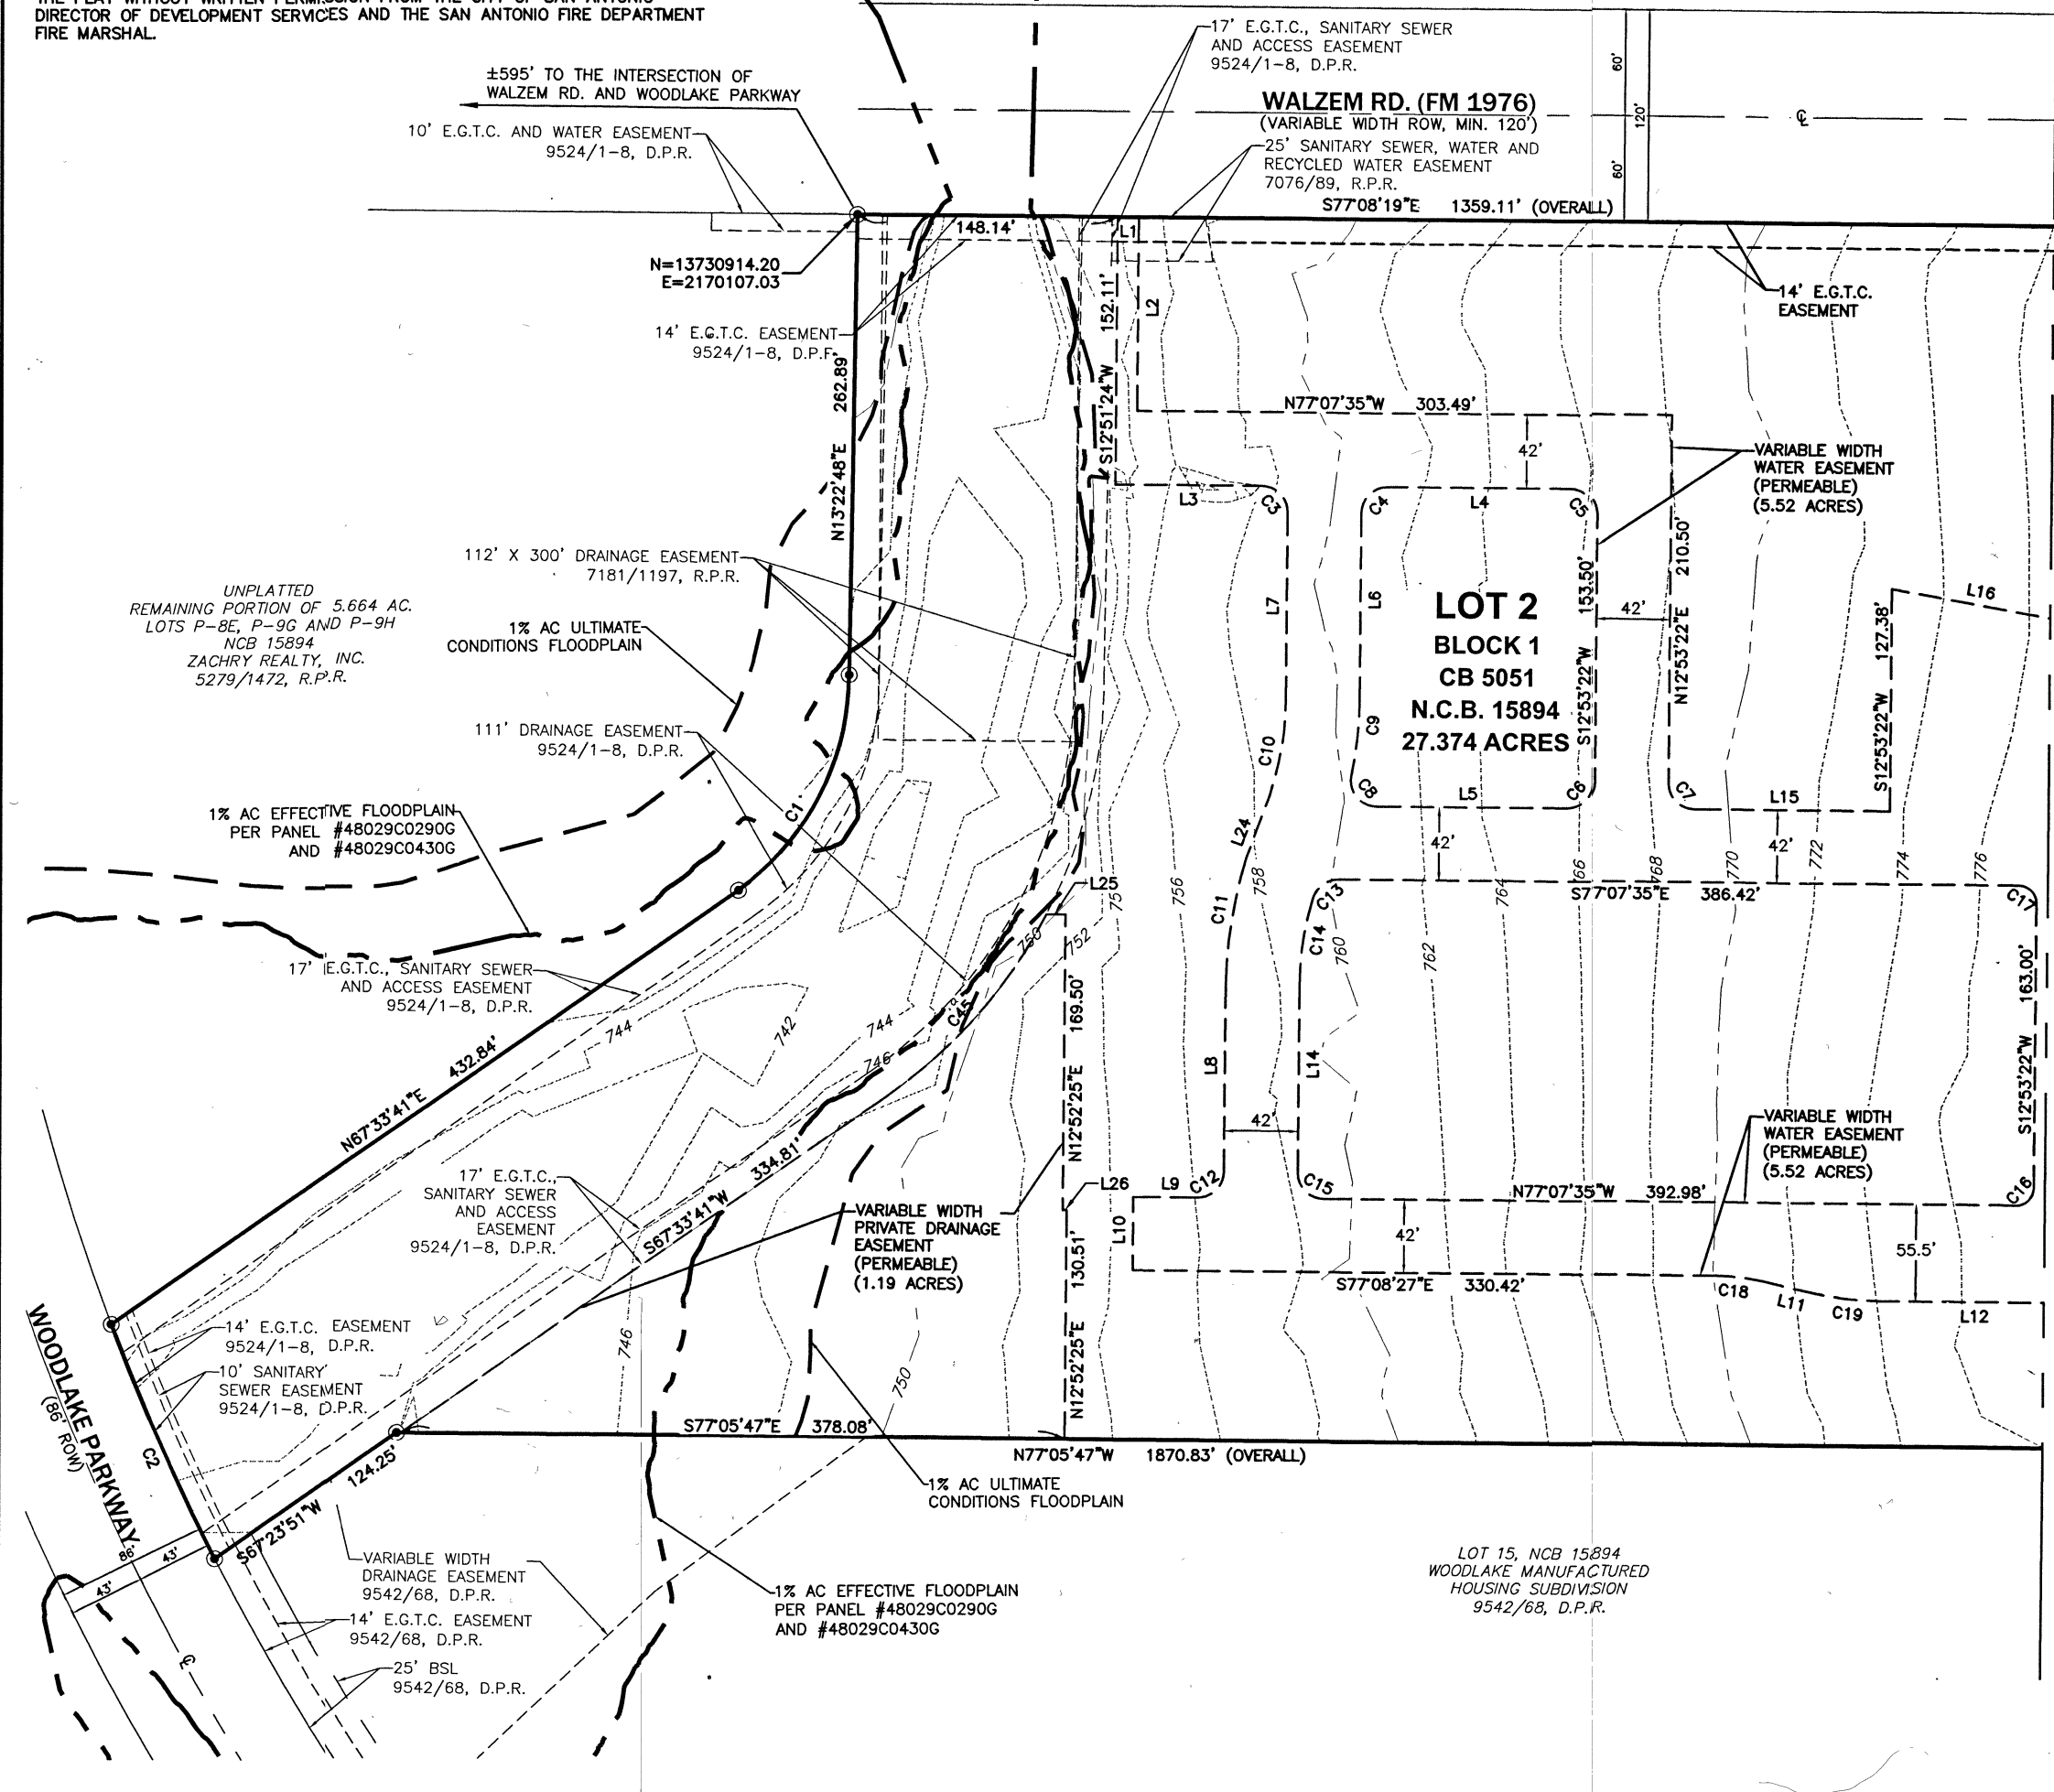 DIRECTOR OF DEVELOPMENT SERVICES AND THE SAN ANTONIO FIRE DEPARTMENT
FIRE MARSHAL.
±595' TO THE INTERSECTION OF
WALZEM RD. AND WOODLAKE PARKWAY
10' E.G.T.C. AND WATER EASEMENT
9524/1-8, D.P.R.
17' E.G.T.C., SANITARY SEWER
AND ACCESS EASEMENT
9524/1-8, D.P.R.
WALZEM RD. (FM 1976)
(VARIABLE WIDTH ROW, MIN. 120')
25' SANITARY SEWER, WATER AND
RECYCLED WATER EASEMENT
7076/89, R.P.R.
S77°08'19"E 1359.11' (OVERALL)
60'
120'
60'
℄
148.14'
L1
N=13730914.20
E=2170107.03
14' E.G.T.C. EASEMENT
9524/1-8, D.P.F.
N13°22'48"E 262.89'
S12°51'24"W 152.11'
L2
14' E.G.T.C.
EASEMENT
N77°07'35"W 303.49'
42'
VARIABLE WIDTH
WATER EASEMENT
(PERMEABLE)
(5.52 ACRES)
L3
C3
C4
L4
C5
112' X 300' DRAINAGE EASEMENT
7181/1197, R.P.R.
UNPLATTED
REMAINING PORTION OF 5.664 AC.
LOTS P-8E, P-9G AND P-9H
NCB 15894
ZACHRY REALTY, INC.
5279/1472, R.P.R.
1% AC ULTIMATE
CONDITIONS FLOODPLAIN
L7
L6
LOT 2
BLOCK 1
CB 5051
N.C.B. 15894
27.374 ACRES
S12°53'22"W 153.50'
42'
N12°53'22"E 210.50'
S12°53'22"W 127.38'
L16
111' DRAINAGE EASEMENT
9524/1-8, D.P.R.
C9
C10
C8
L5
C6
C7
L15
C1
1% AC EFFECTIVE FLOODPLAIN
PER PANEL #48029C0290G
AND #48029C0430G
L24
42'
42'
L25
758
756
751
764
766
768
770
772
774
776
S77°07'35"E 386.42'
C11
C13
C14
C17
750
752
760
762
17' E.G.T.C., SANITARY SEWER
AND ACCESS EASEMENT
9524/1-8, D.P.R.
744
742
744
746
C45
N12°52'25"E 169.50'
L8
L14
S12°53'22"W 163.00'
N67°33'41"E 432.84'
42'
VARIABLE WIDTH
WATER EASEMENT
(PERMEABLE)
(5.52 ACRES)
17' E.G.T.C.,
SANITARY SEWER
AND ACCESS
EASEMENT
9524/1-8, D.P.R.
S67°33'41"W 334.81'
VARIABLE WIDTH
PRIVATE DRAINAGE
EASEMENT
(PERMEABLE)
(1.19 ACRES)
L26
L9
C12
C15
N77°07'35"W 392.98'
C16
L10
42'
55.5'
S77°08'27"E 330.42'
C18
L11
C19
L12
N12°52'25"E 130.51'
14' E.G.T.C. EASEMENT
9524/1-8, D.P.R.
10' SANITARY
SEWER EASEMENT
9524/1-8, D.P.R.
746
750
WOODLAKE PARKWAY
(86' ROW)
C2
S77°05'47"E 378.08'
N77°05'47"W 1870.83' (OVERALL)
S67°23'51"W 124.25'
1% AC ULTIMATE
CONDITIONS FLOODPLAIN
86'
43'
43'
VARIABLE WIDTH
DRAINAGE EASEMENT
9542/68, D.P.R.
14' E.G.T.C. EASEMENT
9542/68, D.P.R.
25' BSL
9542/68, D.P.R.
℄
1% AC EFFECTIVE FLOODPLAIN
PER PANEL #48029C0290G
AND #48029C0430G
LOT 15, NCB 15894
WOODLAKE MANUFACTURED
HOUSING SUBDIVISION
9542/68, D.P.R.